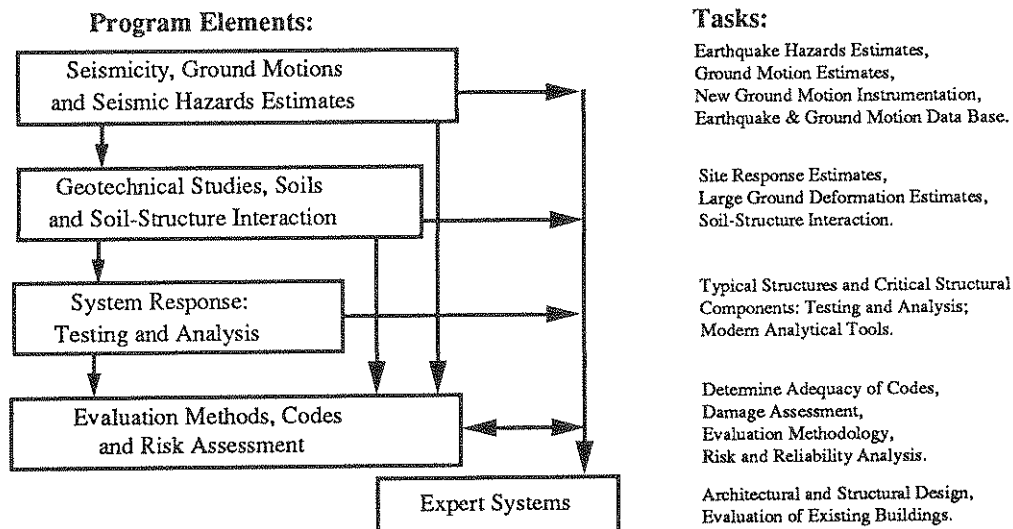 Program Elements:
Seismicity, Ground Motions
and Seismic Hazards Estimates
Geotechnical Studies, Soils
and Soil-Structure Interaction
System Response:
Testing and Analysis
Evaluation Methods, Codes
and Risk Assessment
Expert Systems
Tasks:
Earthquake Hazards Estimates,
Ground Motion Estimates,
New Ground Motion Instrumentation,
Earthquake & Ground Motion Data Base.
Site Response Estimates,
Large Ground Deformation Estimates,
Soil-Structure Interaction.
Typical Structures and Critical Structural
Components: Testing and Analysis;
Modern Analytical Tools.
Determine Adequacy of Codes,
Damage Assessment,
Evaluation Methodology,
Risk and Reliability Analysis.
Architectural and Structural Design,
Evaluation of Existing Buildings.